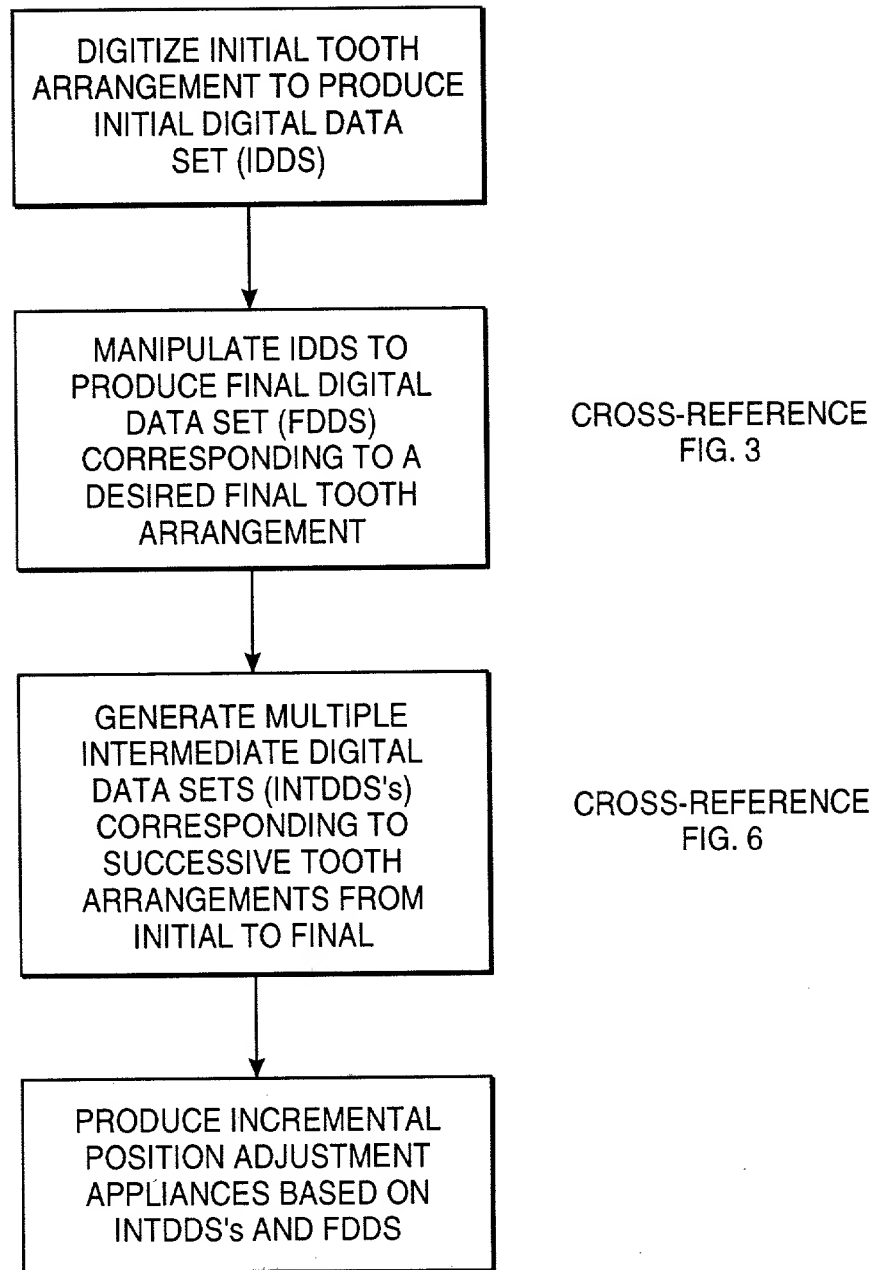 DIGITIZE INITIAL TOOTH
ARRANGEMENT TO PRODUCE
INITIAL DIGITAL DATA
SET (IDDS)
MANIPULATE IDDS TO
PRODUCE FINAL DIGITAL
DATA SET (FDDS)
CORRESPONDING TO A
DESIRED FINAL TOOTH
ARRANGEMENT
CROSS-REFERENCE
FIG. 3
GENERATE MULTIPLE
INTERMEDIATE DIGITAL
DATA SETS (INTDDS's)
CORRESPONDING TO
SUCCESSIVE TOOTH
ARRANGEMENTS FROM
INITIAL TO FINAL
CROSS-REFERENCE
FIG. 6
PRODUCE INCREMENTAL
POSITION ADJUSTMENT
APPLIANCES BASED ON
INTDDS's AND FDDS